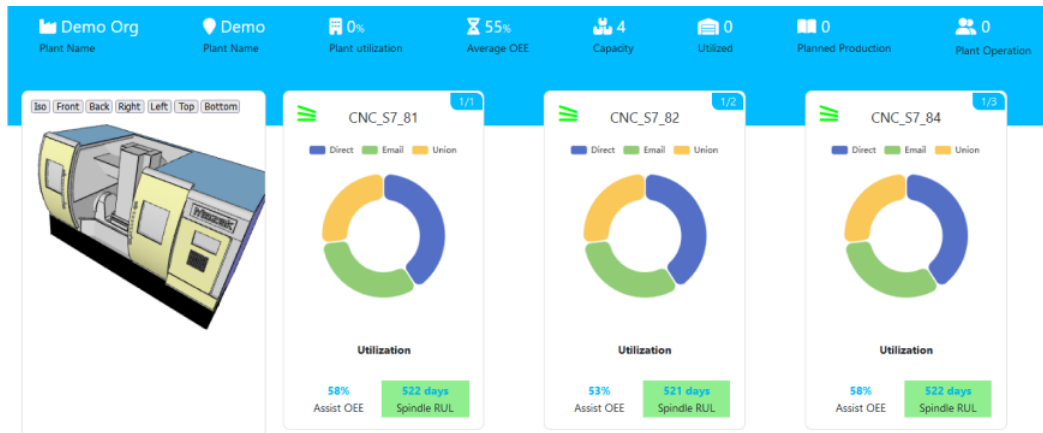 Demo Org
Plant Name
Demo
Plant Name
0%
Plant utilization
55%
Average OEE
4
Capacity
0
Utilized
0
Planned Production
0
Plant Operation
Iso Front Back Right Left Top Bottom
1/1
CNC_S7_81
Direct Email Union
Utilization
58%
Assist OEE
522 days
Spindle RUL
1/2
CNC_S7_82
Direct Email Union
Utilization
53%
Assist OEE
521 days
Spindle RUL
1/3
CNC_S7_84
Direct Email Union
Utilization
58%
Assist OEE
522 days
Spindle RUL